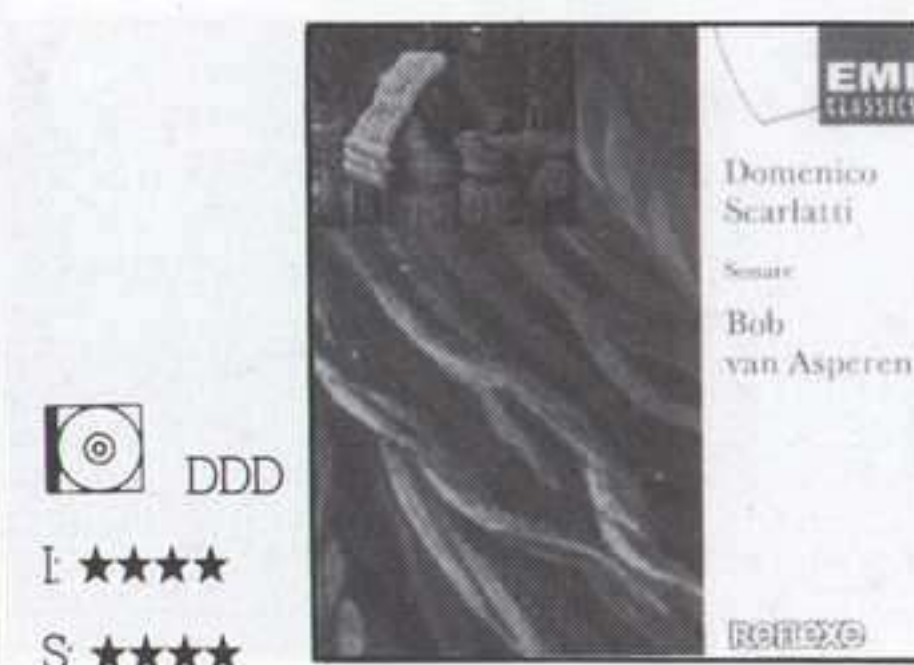 EMI
CLASSICS
Domenico
Scarlatti
Sonate
Bob
van Asperen
DDD
I: ★★★★
S: ★★★★
Reflexe